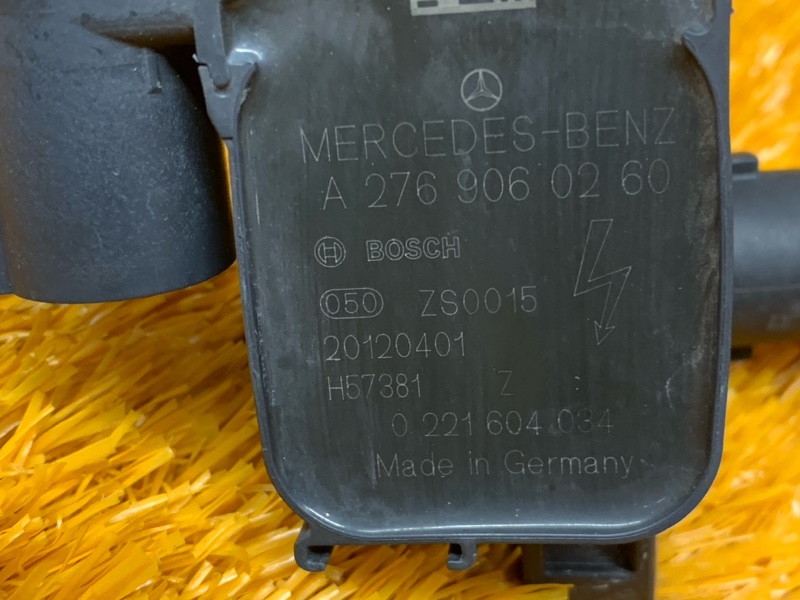 MERCEDES-BENZ
A 276 906 02 60
H BOSCH
050 ZS0015
20120401
H57381 Z
0 221 604 034
Made in Germany